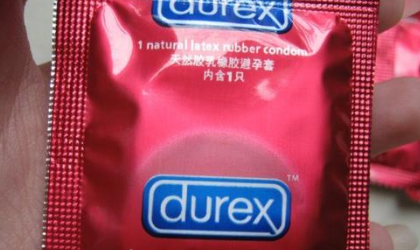 durex
1 natural latex rubber condom
天然胶乳橡胶避孕套
内含1只
durex™